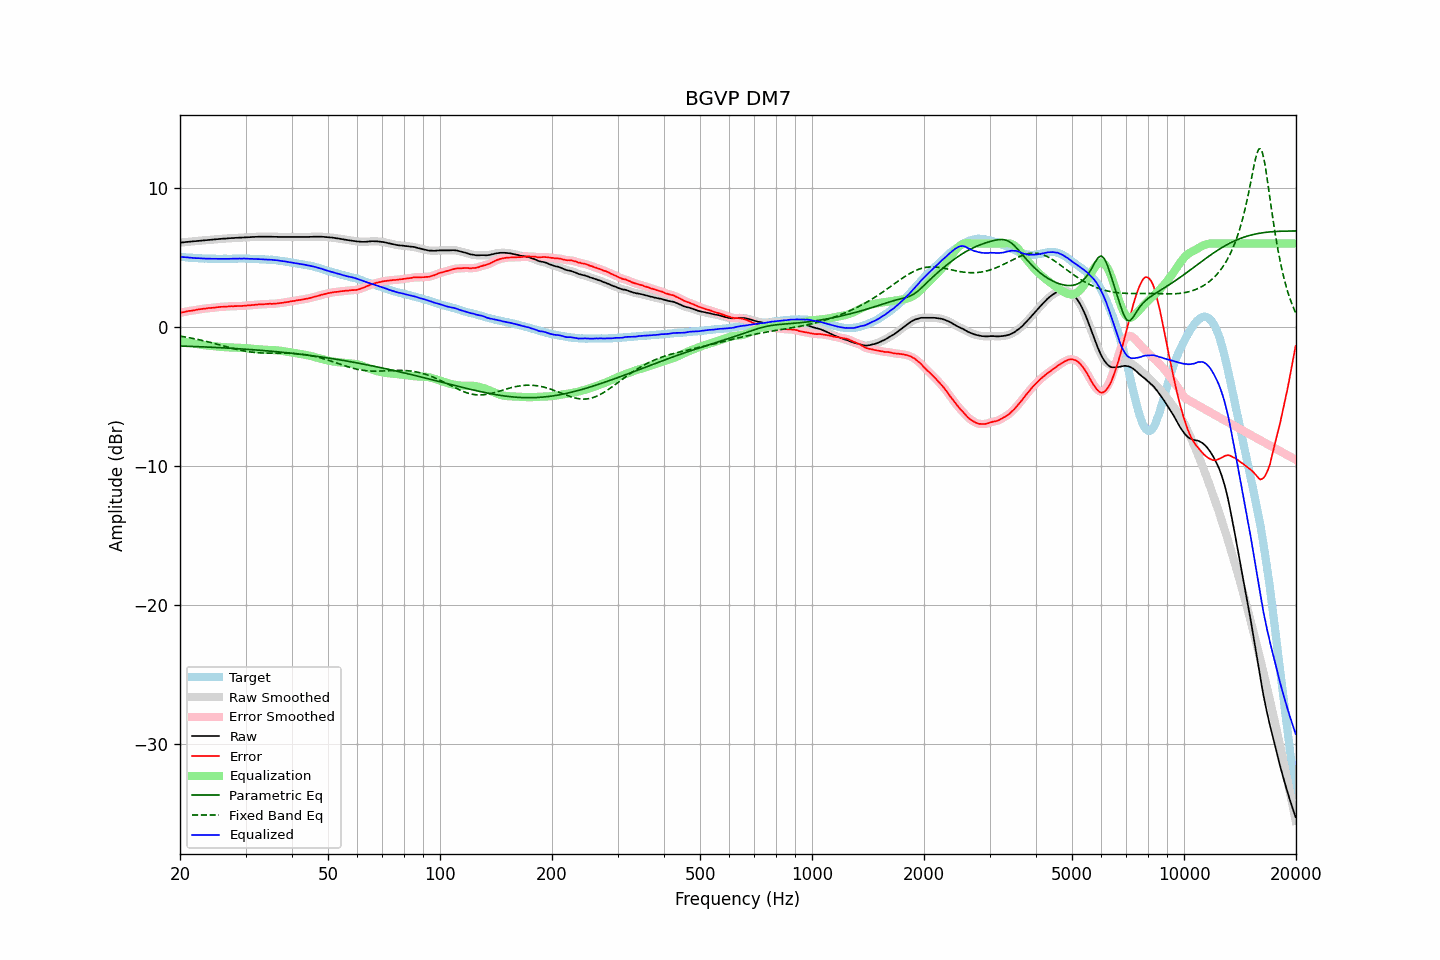 BGVP DM7
Amplitude (dBr)
10
0
−10
−20
−30
Target
Raw Smoothed
Error Smoothed
Raw
Error
Equalization
Parametric Eq
Fixed Band Eq
Equalized
20 50 100 200 500 1000 2000 5000 10000 20000
Frequency (Hz)